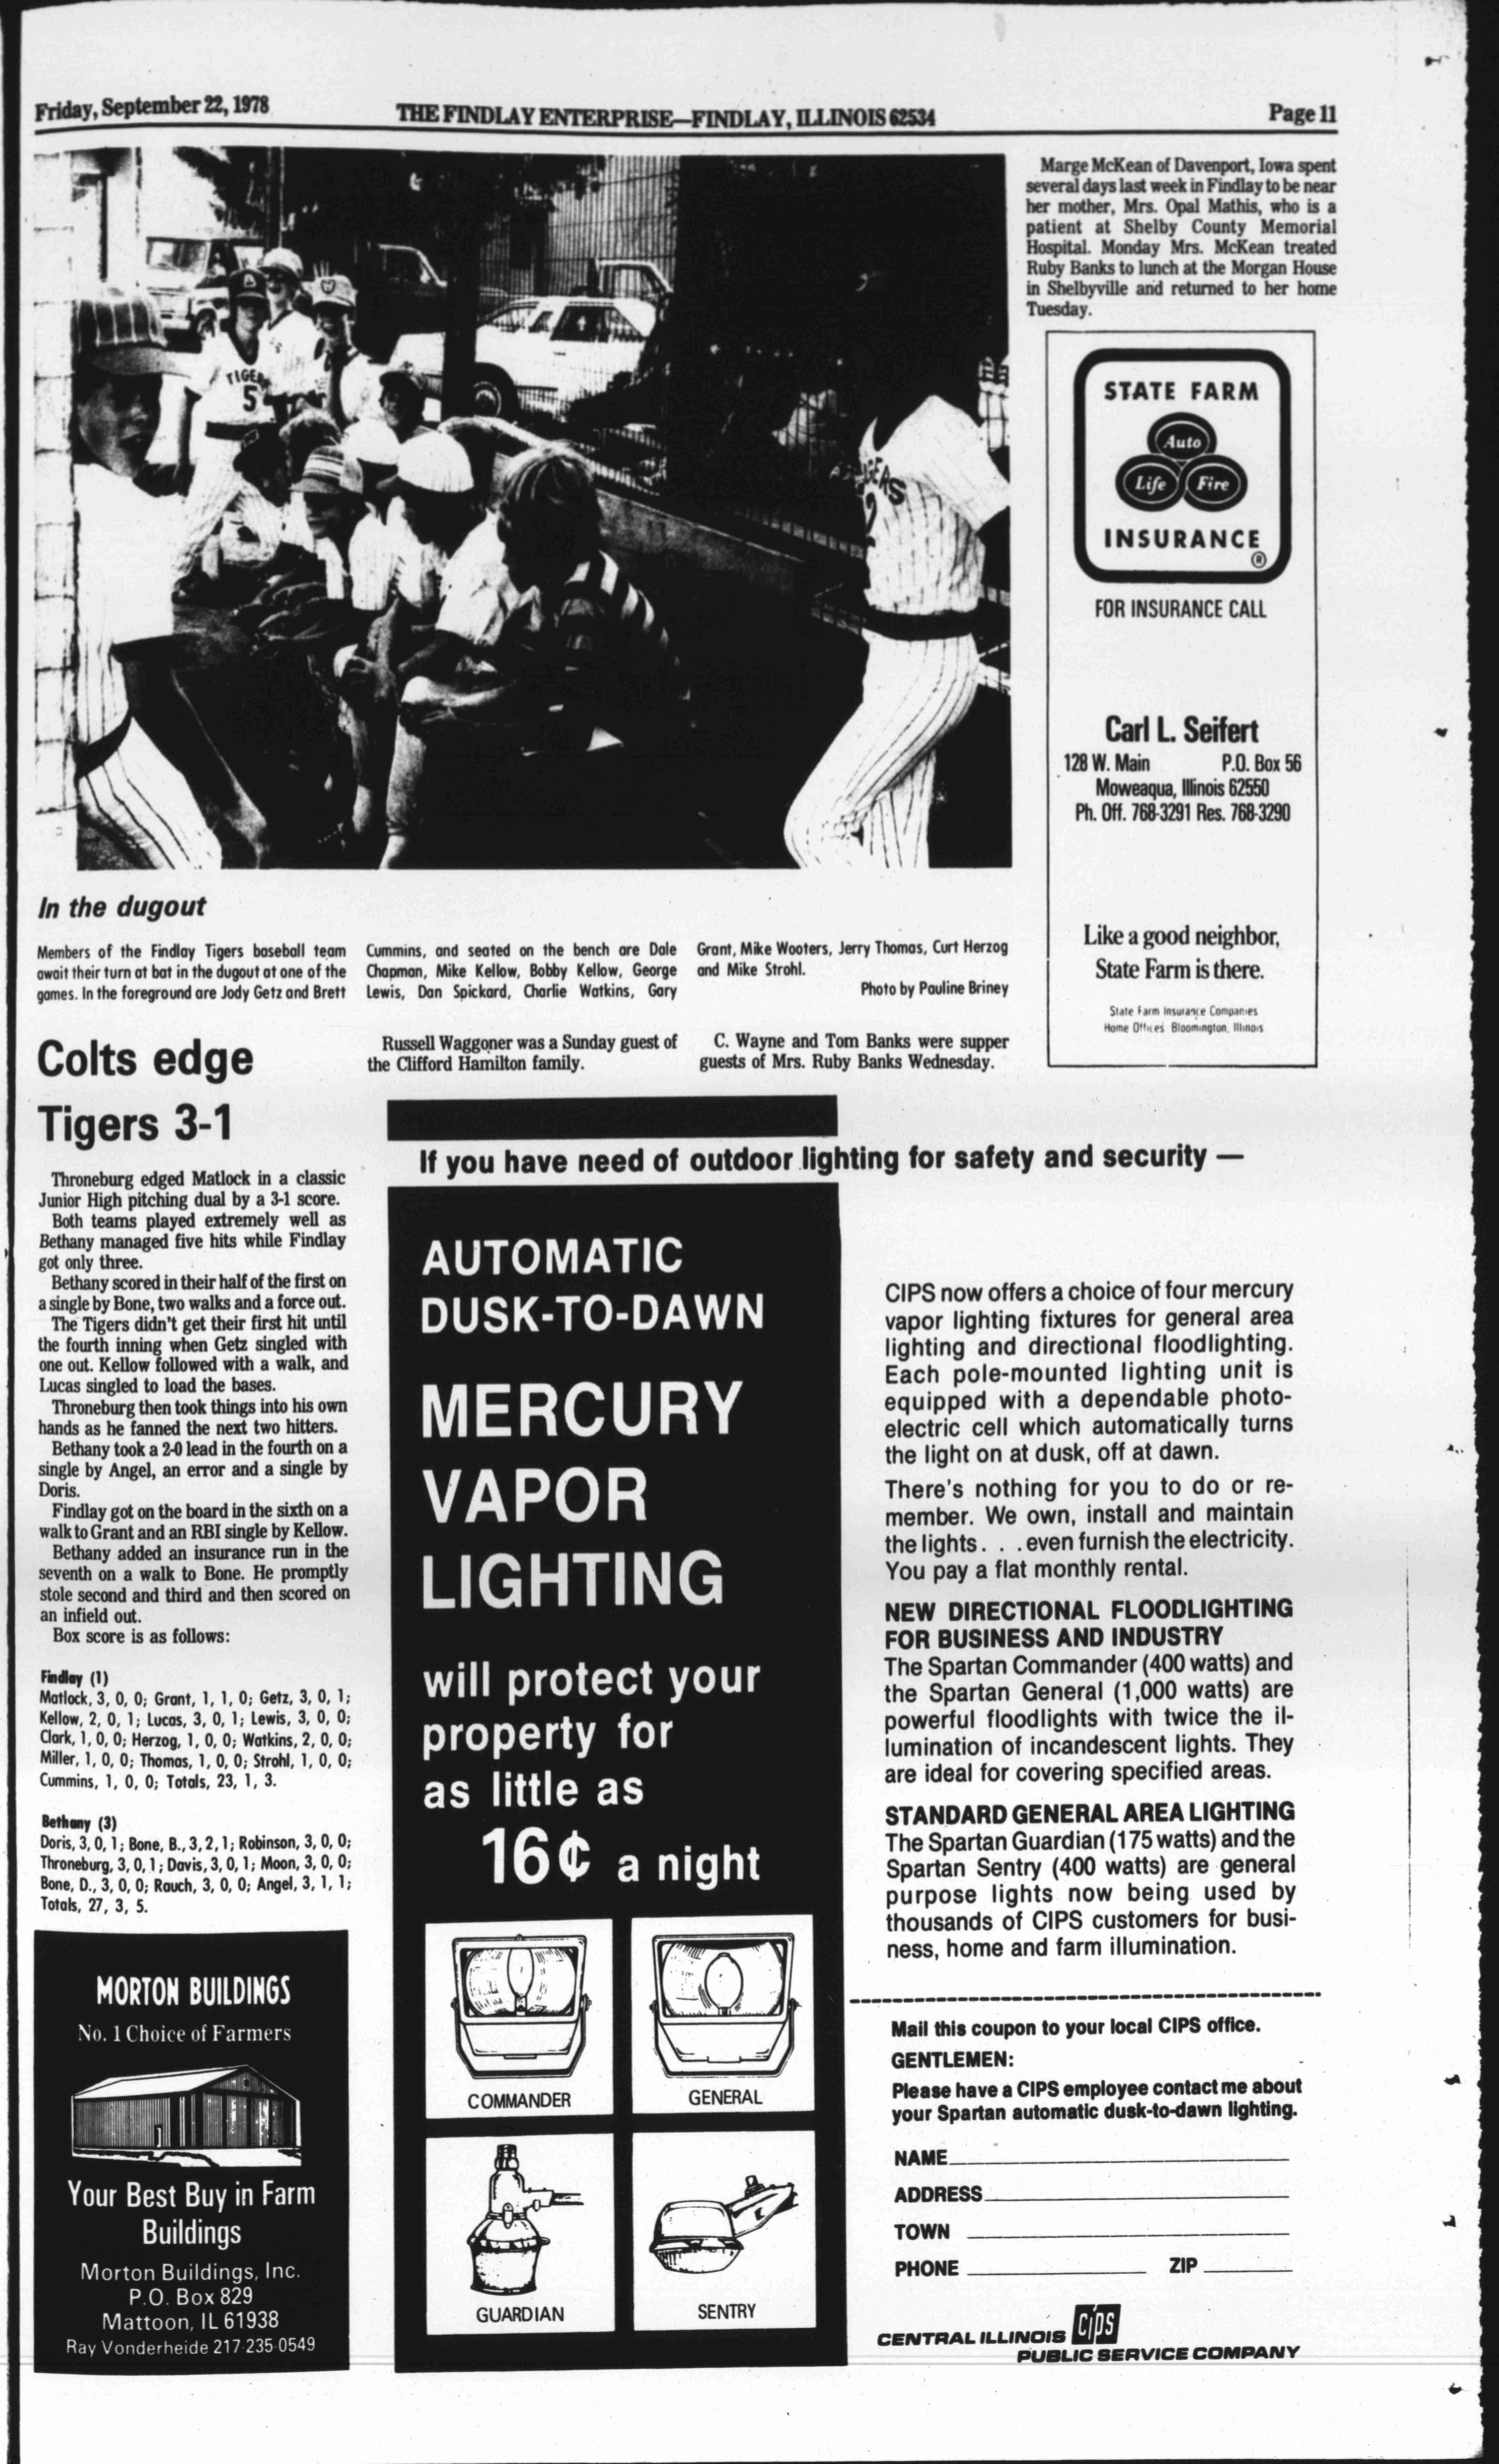 Friday, September 22, 1978
THE FINDLAY ENTERPRISE—FINDLAY, ILLINOIS 62534
Page 11
TIGERS
5
Marge McKean of Davenport, Iowa spent
several days last week in Findlay to be near
her mother, Mrs. Opal Mathis, who is a
patient at Shelby County Memorial
Hospital. Monday Mrs. McKean treated
Ruby Banks to lunch at the Morgan House
in Shelbyville and returned to her home
Tuesday.
STATE FARM
Auto
Life Fire
INSURANCE
®
FOR INSURANCE CALL
Carl L. Seifert
128 W. Main P.O. Box 56
Moweaqua, Illinois 62550
Ph. Off. 768-3291 Res. 768-3290
Like a good neighbor,
State Farm is there.
State Farm Insurance Companies
Home Offices Bloomington, Illinois
In the dugout
Members of the Findlay Tigers baseball team
await their turn at bat in the dugout at one of the
games. In the foreground are Jody Getz and Brett
Cummins, and seated on the bench are Dale
Chapman, Mike Kellow, Bobby Kellow, George
Lewis, Dan Spickard, Charlie Watkins, Gary
Grant, Mike Wooters, Jerry Thomas, Curt Herzog
and Mike Strohl.
Photo by Pauline Briney
Colts edge
Tigers 3-1
Throneburg edged Matlock in a classic
Junior High pitching dual by a 3-1 score.
Both teams played extremely well as
Bethany managed five hits while Findlay
got only three.
Bethany scored in their half of the first on
a single by Bone, two walks and a force out.
The Tigers didn't get their first hit until
the fourth inning when Getz singled with
one out. Kellow followed with a walk, and
Lucas singled to load the bases.
Throneburg then took things into his own
hands as he fanned the next two hitters.
Bethany took a 2-0 lead in the fourth on a
single by Angel, an error and a single by
Doris.
Findlay got on the board in the sixth on a
walk to Grant and an RBI single by Kellow.
Bethany added an insurance run in the
seventh on a walk to Bone. He promptly
stole second and third and then scored on
an infield out.
Box score is as follows:
Findlay (1)
Matlock, 3, 0, 0; Grant, 1, 1, 0; Getz, 3, 0, 1;
Kellow, 2, 0, 1; Lucas, 3, 0, 1; Lewis, 3, 0, 0;
Clark, 1, 0, 0; Herzog, 1, 0, 0; Watkins, 2, 0, 0;
Miller, 1, 0, 0; Thomas, 1, 0, 0; Strohl, 1, 0, 0;
Cummins, 1, 0, 0; Totals, 23, 1, 3.
Bethany (3)
Doris, 3, 0, 1; Bone, B., 3, 2, 1; Robinson, 3, 0, 0;
Throneburg, 3, 0, 1; Davis, 3, 0, 1; Moon, 3, 0, 0;
Bone, D., 3, 0, 0; Rauch, 3, 0, 0; Angel, 3, 1, 1;
Totals, 27, 3, 5.
Russell Waggoner was a Sunday guest of
the Clifford Hamilton family.
C. Wayne and Tom Banks were supper
guests of Mrs. Ruby Banks Wednesday.
MORTON BUILDINGS
No. 1 Choice of Farmers
Your Best Buy in Farm
Buildings
Morton Buildings, Inc.
P.O. Box 829
Mattoon, IL 61938
Ray Vonderheide 217-235-0549
If you have need of outdoor lighting for safety and security —
AUTOMATIC
DUSK-TO-DAWN
MERCURY
VAPOR
LIGHTING
will protect your
property for
as little as
16¢ a night
COMMANDER
GENERAL
GUARDIAN
SENTRY
CIPS now offers a choice of four mercury
vapor lighting fixtures for general area
lighting and directional floodlighting.
Each pole-mounted lighting unit is
equipped with a dependable photo-
electric cell which automatically turns
the light on at dusk, off at dawn.
There's nothing for you to do or re-
member. We own, install and maintain
the lights. . . even furnish the electricity.
You pay a flat monthly rental.
NEW DIRECTIONAL FLOODLIGHTING
FOR BUSINESS AND INDUSTRY
The Spartan Commander (400 watts) and
the Spartan General (1,000 watts) are
powerful floodlights with twice the il-
lumination of incandescent lights. They
are ideal for covering specified areas.
STANDARD GENERAL AREA LIGHTING
The Spartan Guardian (175 watts) and the
Spartan Sentry (400 watts) are general
purpose lights now being used by
thousands of CIPS customers for busi-
ness, home and farm illumination.
Mail this coupon to your local CIPS office.
GENTLEMEN:
Please have a CIPS employee contact me about
your Spartan automatic dusk-to-dawn lighting.
NAME
ADDRESS
TOWN
PHONE ZIP
CENTRAL ILLINOIS CIPS
PUBLIC SERVICE COMPANY